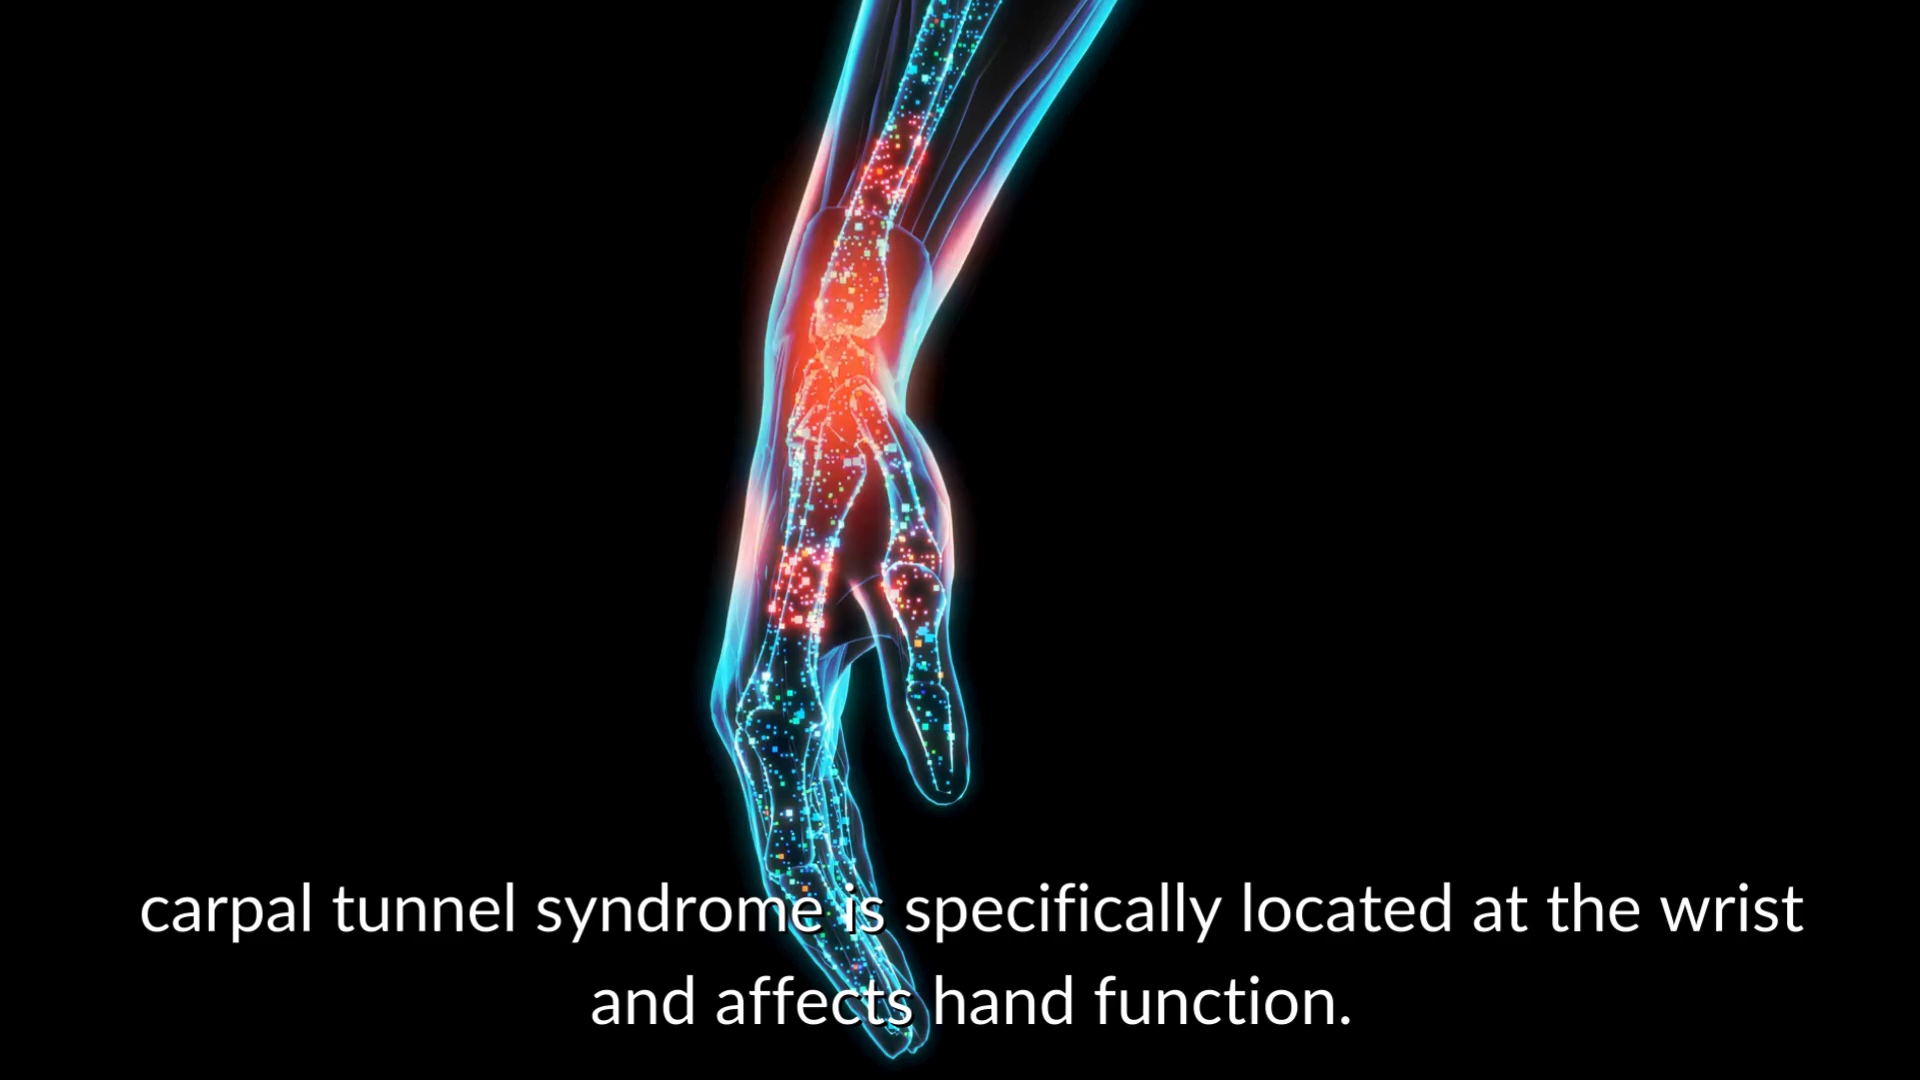 carpal tunnel syndrome is specifically located at the wrist
and affects hand function.